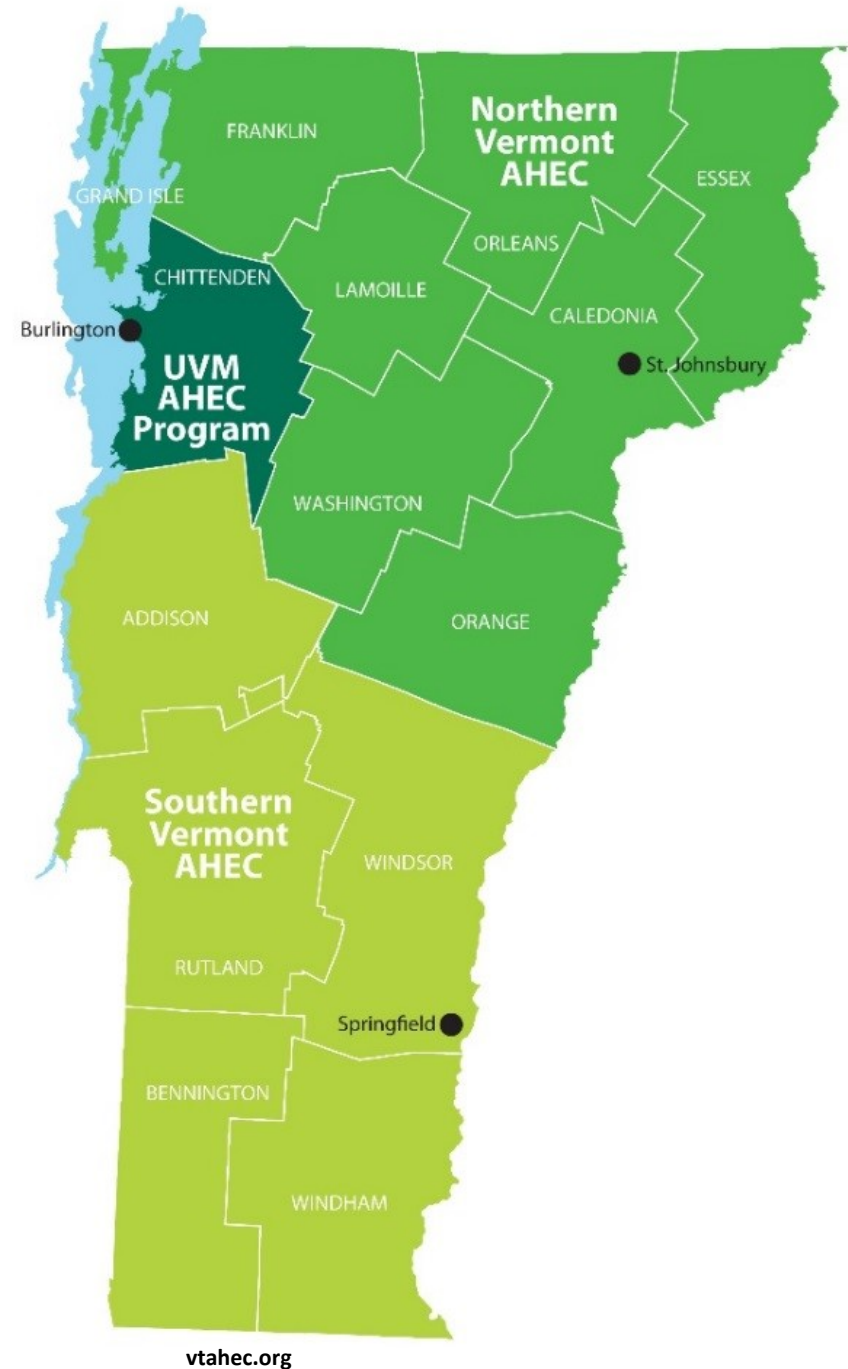 FRANKLIN
Northern
Vermont
AHEC
ESSEX
GRAND ISLE
ORLEANS
CHITTENDEN
LAMOILLE
CALEDONIA
Burlington
St. Johnsbury
UVM
AHEC
Program
WASHINGTON
ADDISON
ORANGE
Southern
Vermont
AHEC
WINDSOR
RUTLAND
Springfield
BENNINGTON
WINDHAM
vtahec.org